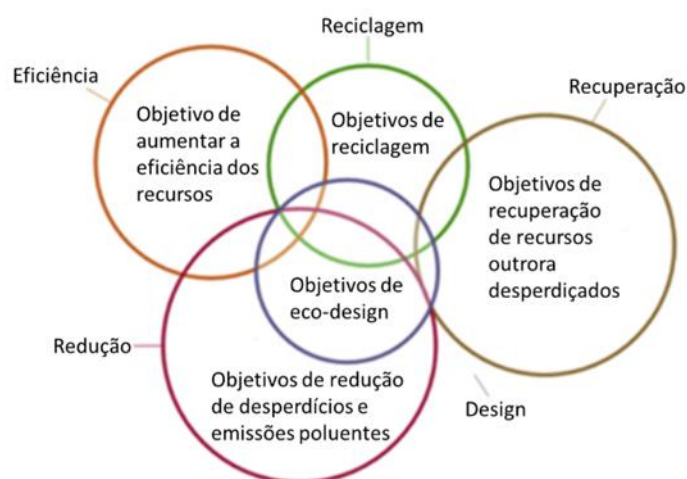 Reciclagem
Eficiência
Recuperação
Objetivo de
aumentar a
eficiência dos
recursos
Objetivos de
reciclagem
Objetivos de
recuperação
de recursos
outrora
desperdiçados
Objetivos de
eco-design
Redução
Objetivos de redução
de desperdícios e
emissões poluentes
Design